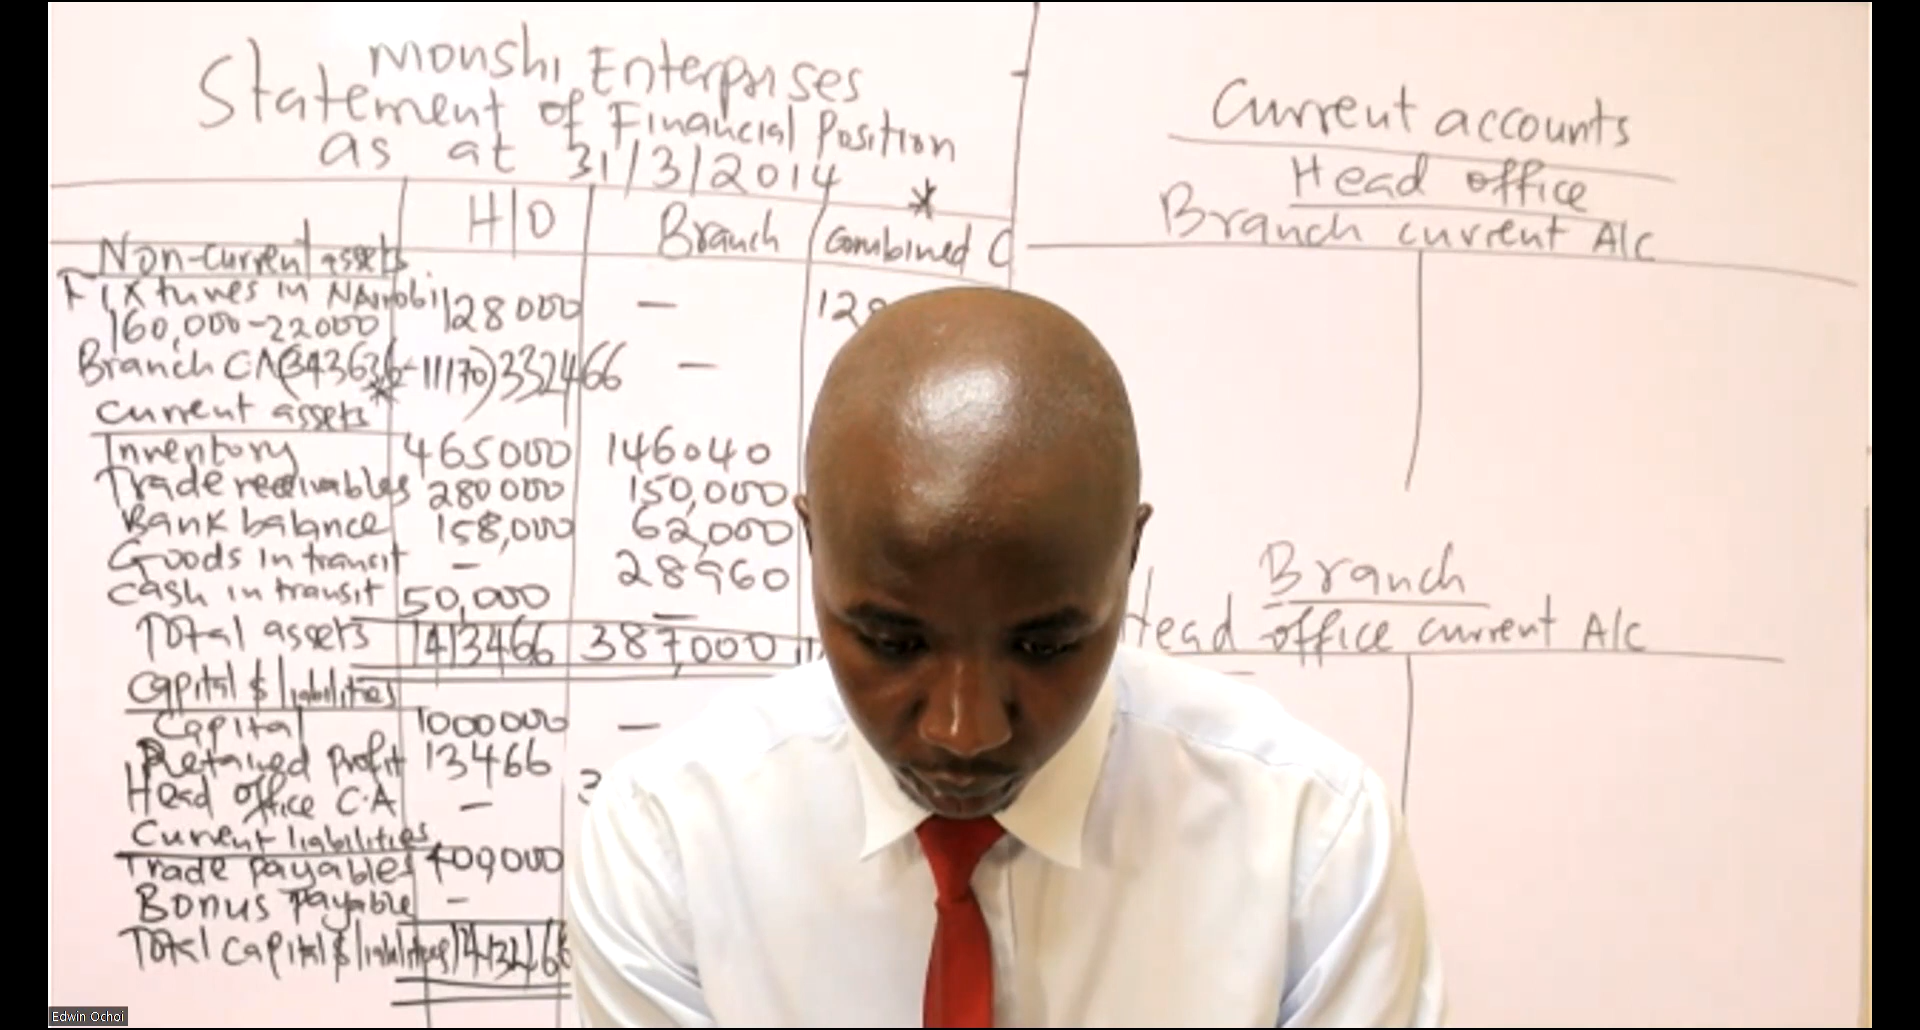 Monshi Enterprises
Statement of Financial Position
as at 31/3/2014
H/O Branch Combined
*
Non-current assets
Fixtures in Nairobi 128000 —
160,000-22000
Branch CA(343636-11170) 332466 —
*
Current assets
Inventory 465000 146040
Trade receivables 280000 150,000
Bank balance 158,000 62,000
Goods in transit — 28960
Cash in transit 50,000 —
Total assets 1413466 387,000
Capital & liabilities
Capital 1000000 —
Retained Profit 13466
Head office C.A —
Current liabilities
Trade payables 400000
Bonus Payable —
Total capital & liabilities
Current accounts
Head office
Branch current A/C
Branch
Head office current A/C
Edwin Ochoi